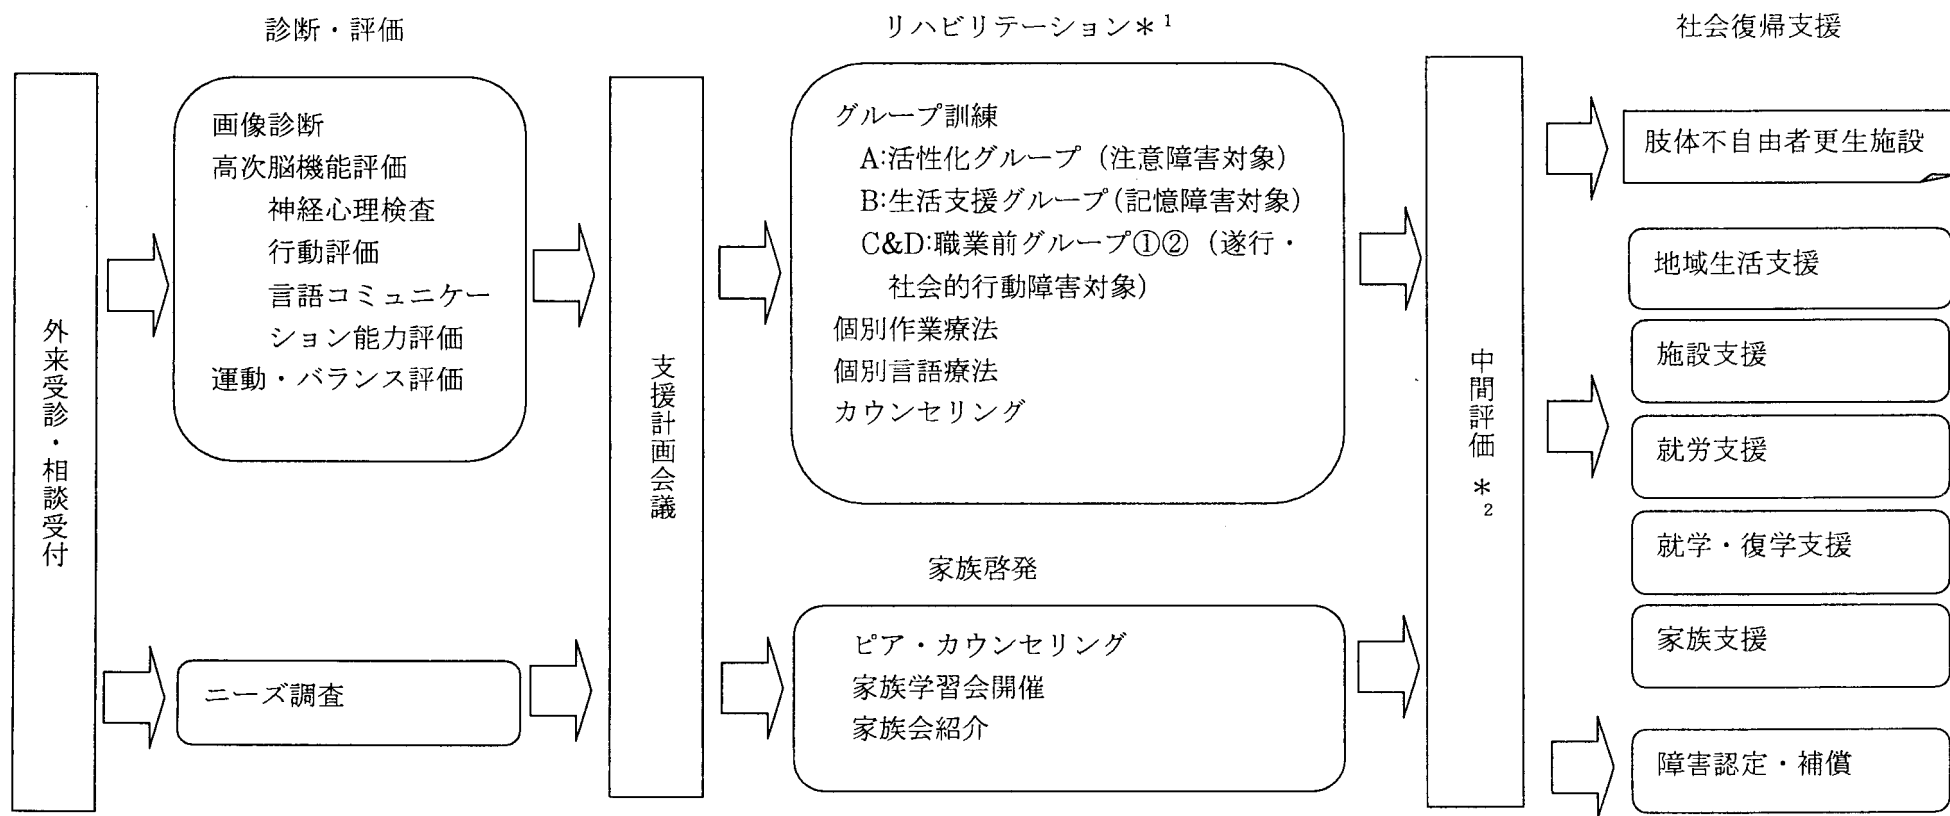 診断・評価
リハビリテーション＊1
社会復帰支援
外来受診・相談受付
画像診断
高次脳機能評価
神経心理検査
行動評価
言語コミュニケー
ション能力評価
運動・バランス評価
ニーズ調査
支援計画会議
グループ訓練
A:活性化グループ（注意障害対象）
B:生活支援グループ（記憶障害対象）
C&D:職業前グループ①②（遂行・
社会的行動障害対象）
個別作業療法
個別言語療法
カウンセリング
家族啓発
ピア・カウンセリング
家族学習会開催
家族会紹介
中間評価＊2
肢体不自由者更生施設
地域生活支援
施設支援
就労支援
就学・復学支援
家族支援
障害認定・補償